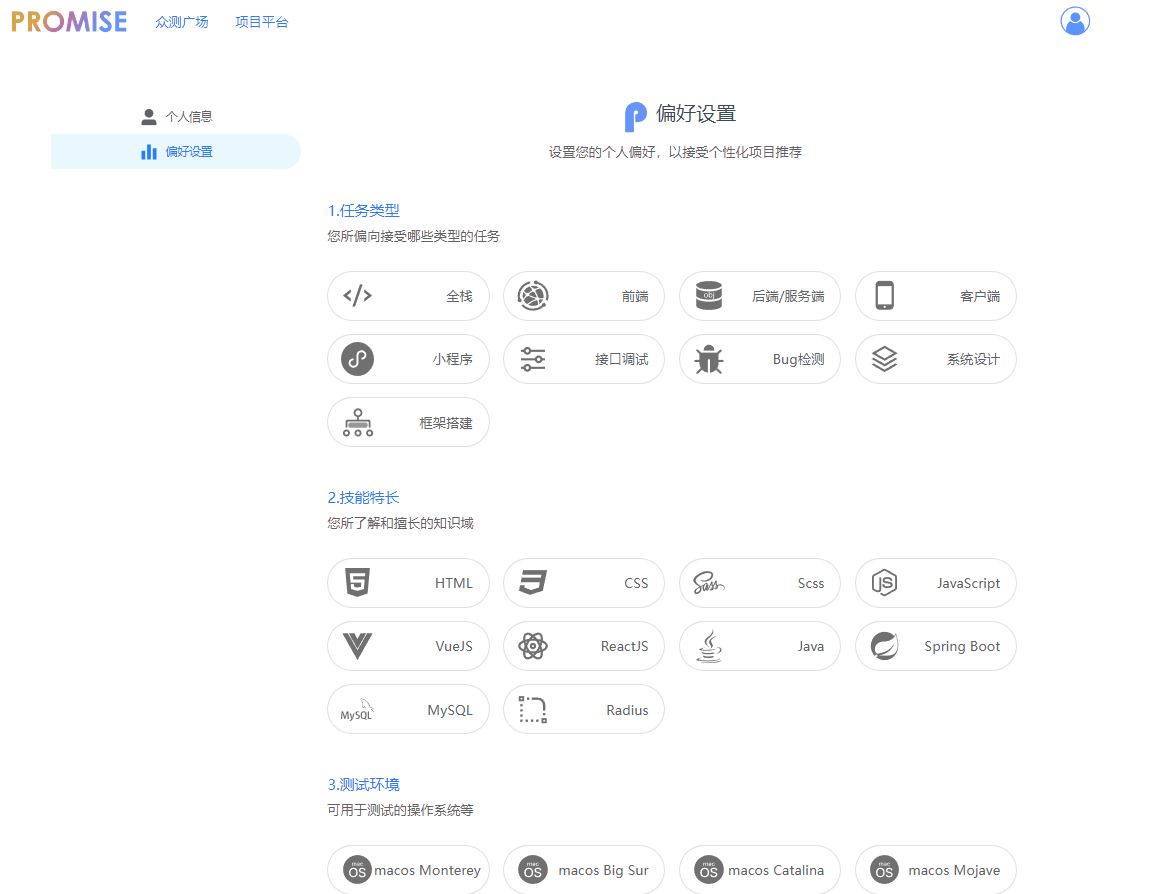 PROMISE 众测广场 项目平台
个人信息
偏好设置
偏好设置
设置您的个人偏好，以接受个性化项目推荐
1.任务类型
您所偏向接受哪些类型的任务
全栈 前端 obj 后端/服务端 客户端
小程序 接口调试 Bug检测 系统设计
框架搭建
2.技能特长
您所了解和擅长的知识域
HTML CSS Sass Scss JS JavaScript
VueJS ReactJS Java Spring Boot
MySQL MySQL Radius
3.测试环境
可用于测试的操作系统等
mac OS macos Monterey mac OS macos Big Sur mac OS macos Catalina mac OS macos Mojave